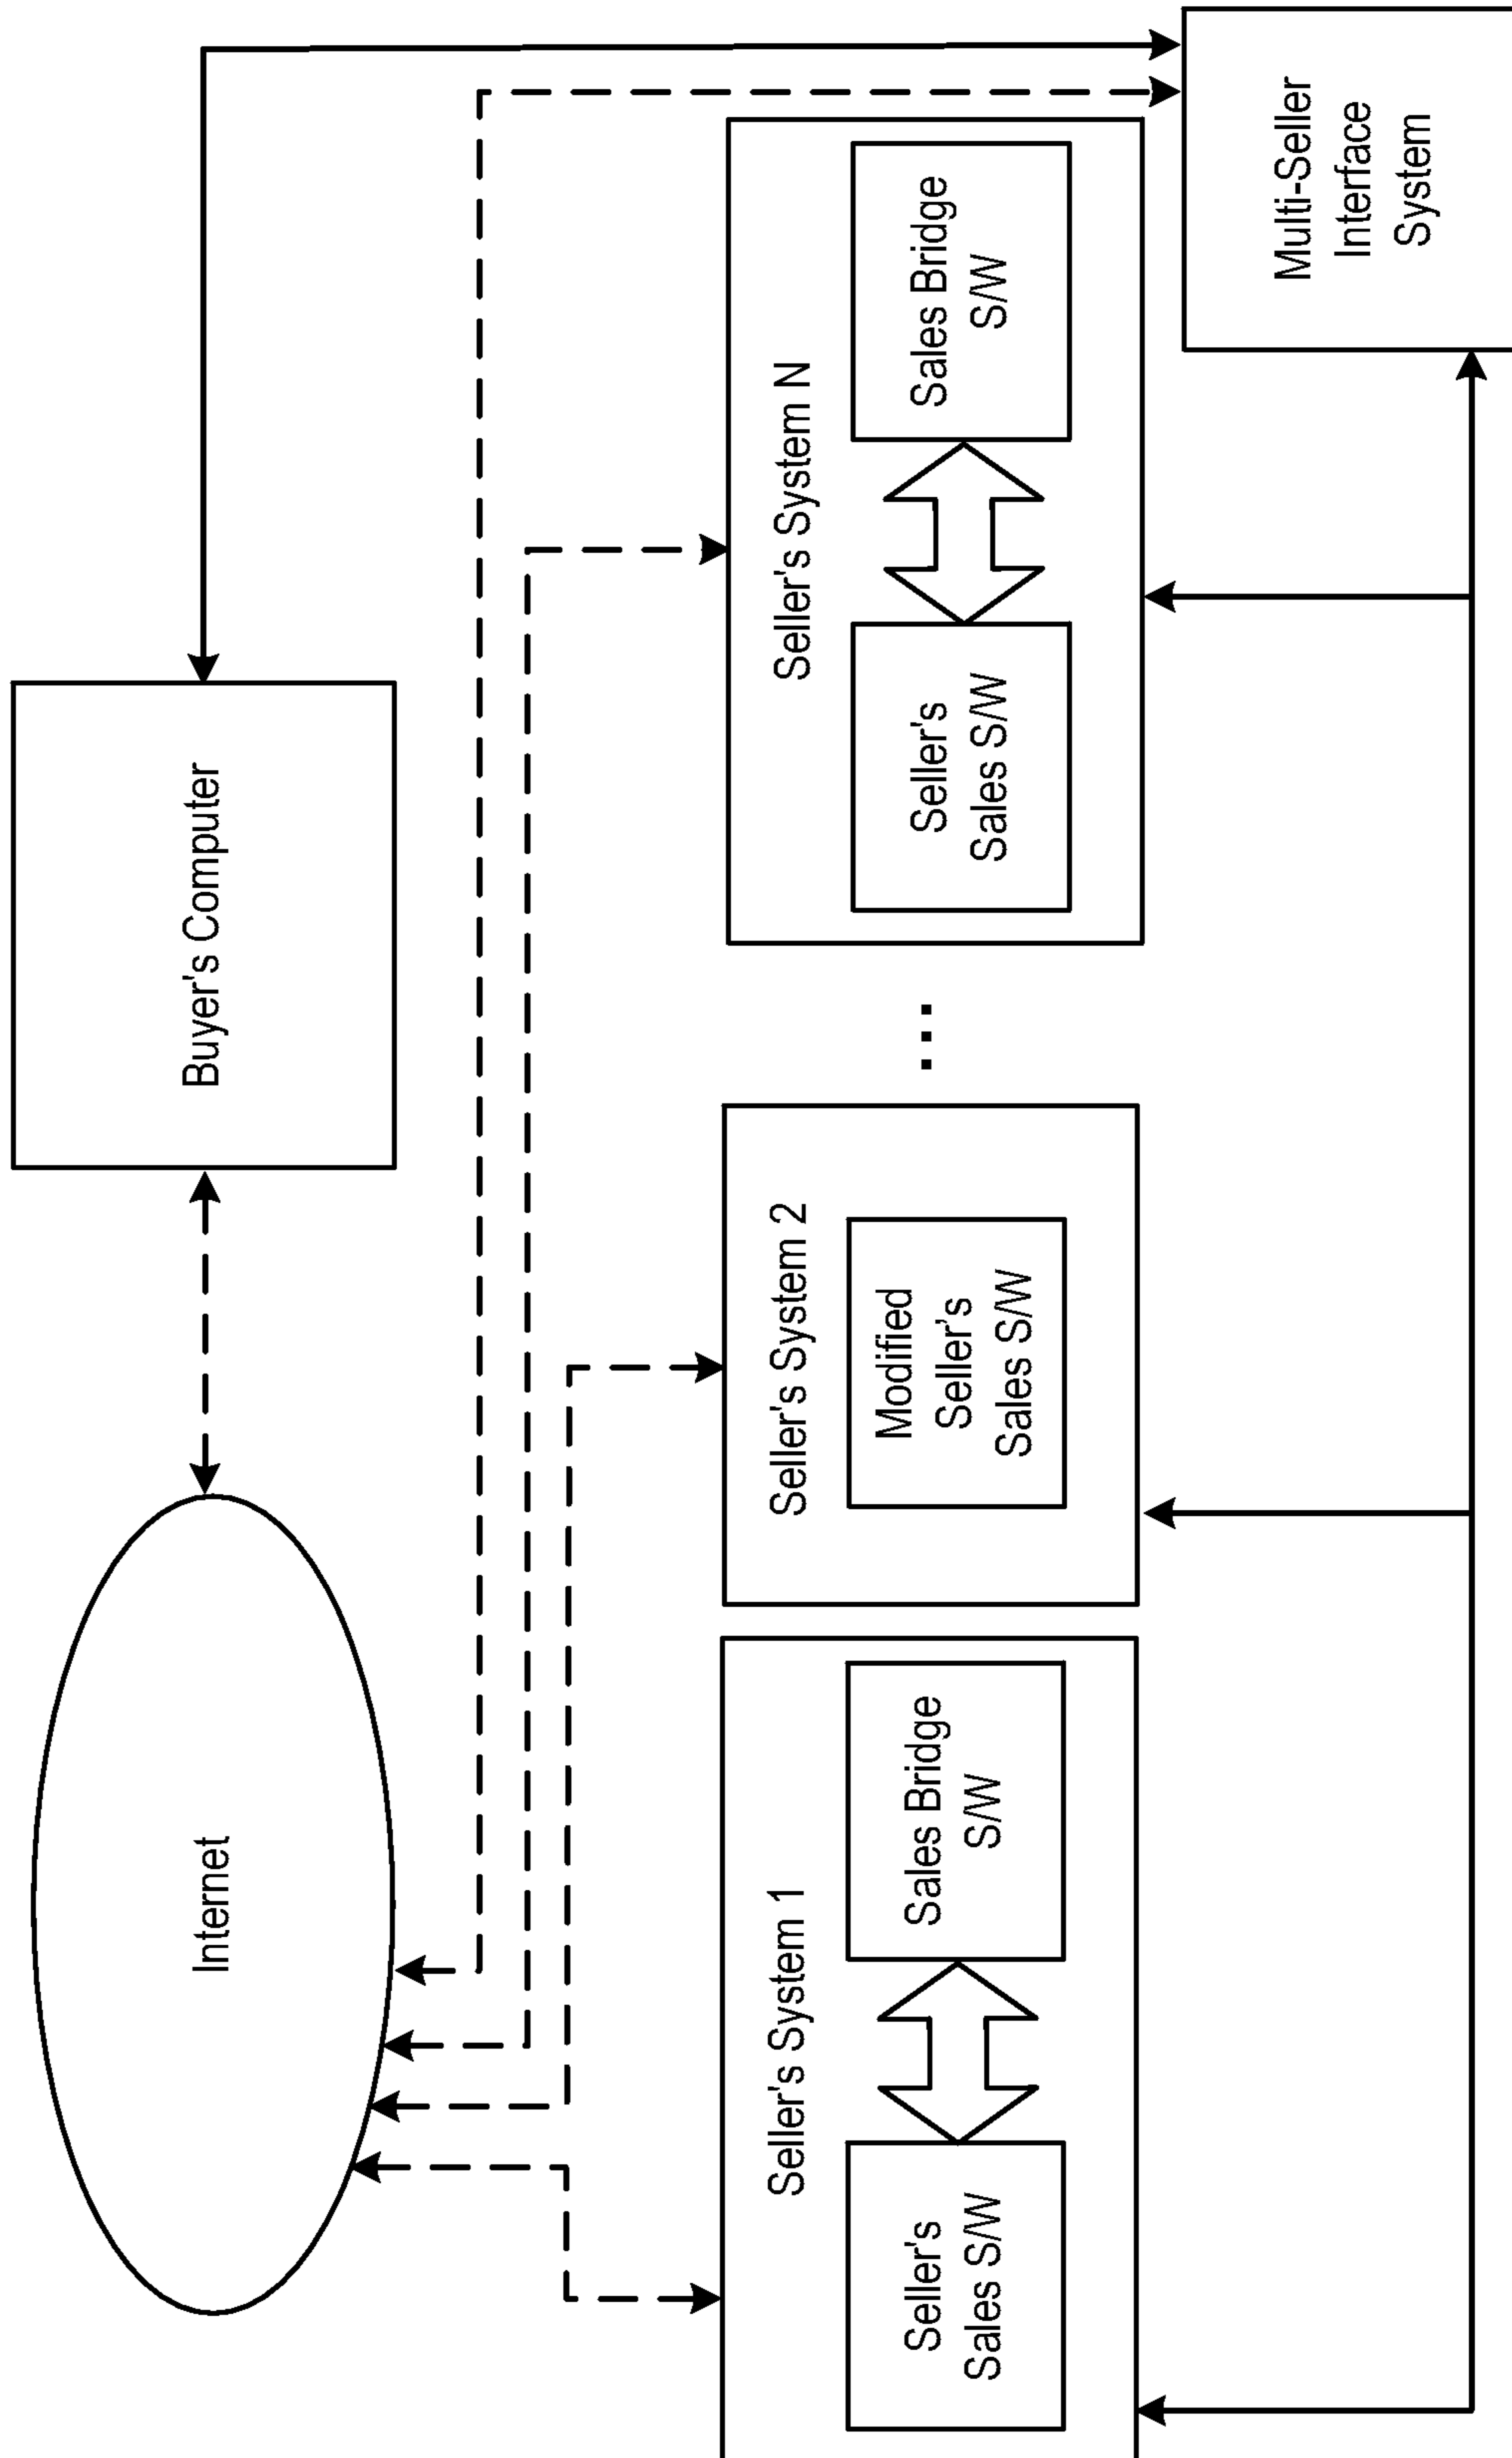 Internet
Buyer's Computer
Seller's System 1
Seller's
Sales S/W
Sales Bridge
S/W
Seller's System 2
Modified
Seller's
Sales S/W
...
Seller's System N
Seller's
Sales S/W
Sales Bridge
S/W
Multi-Seller
Interface
System